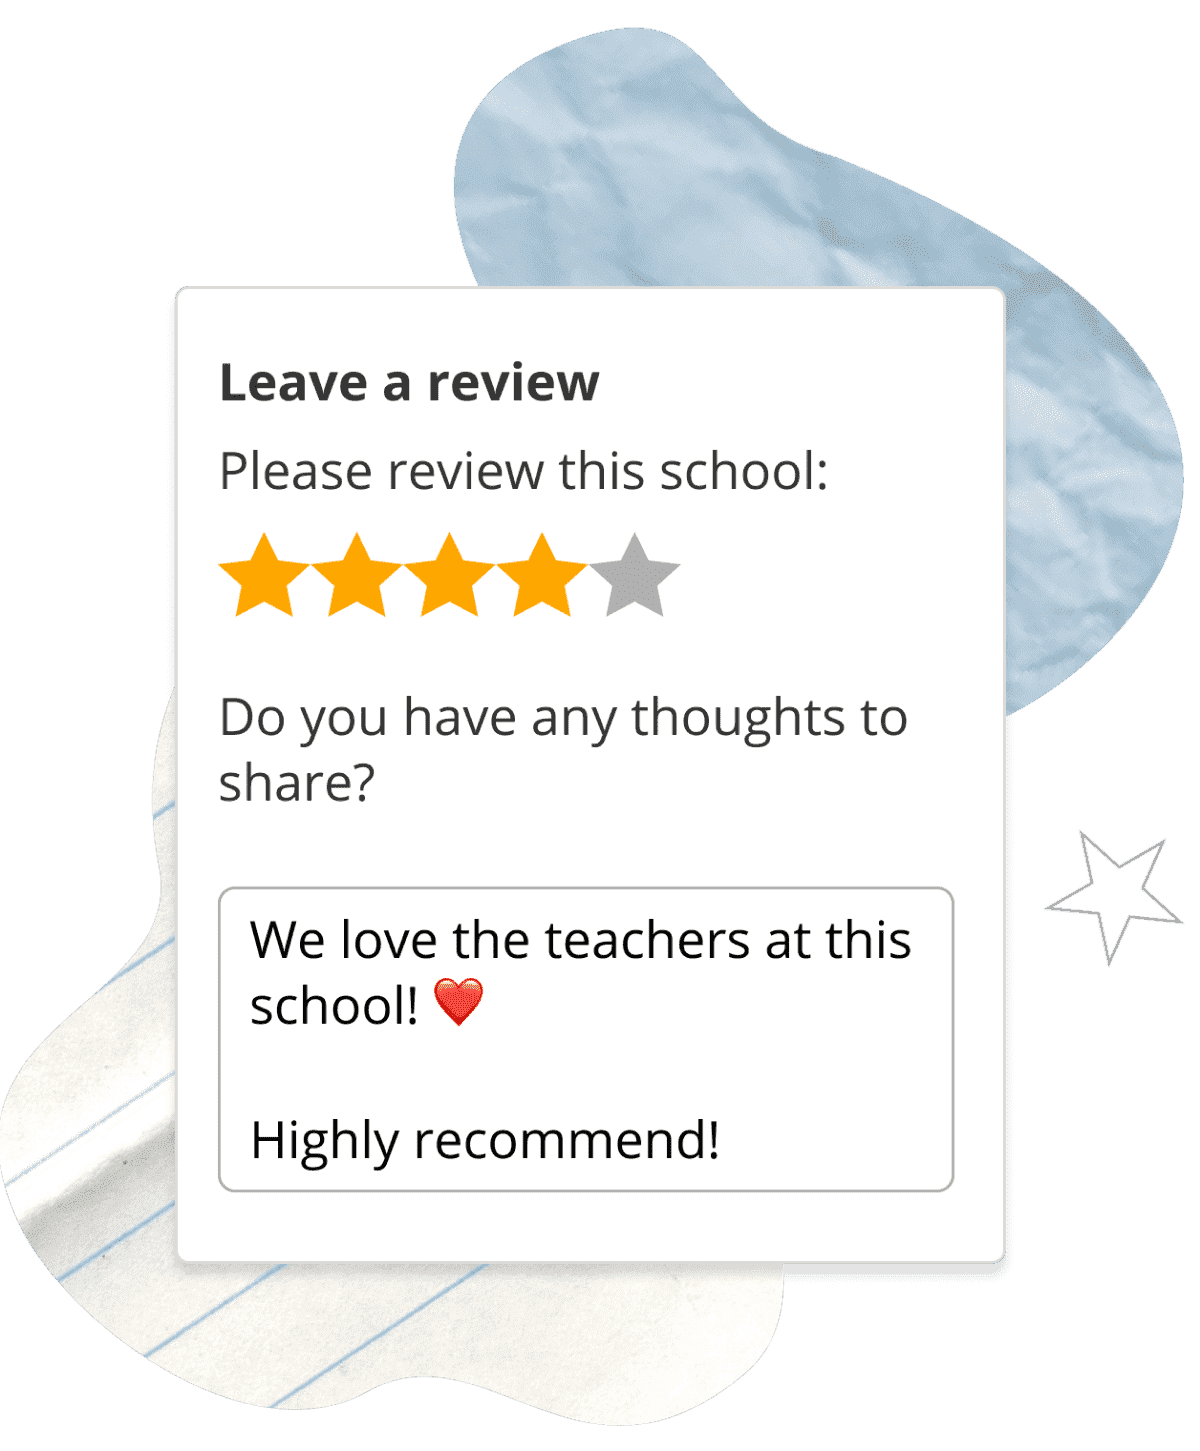 Leave a review
Please review this school:
Do you have any thoughts to
share?
We love the teachers at this
school! ❤️
Highly recommend!